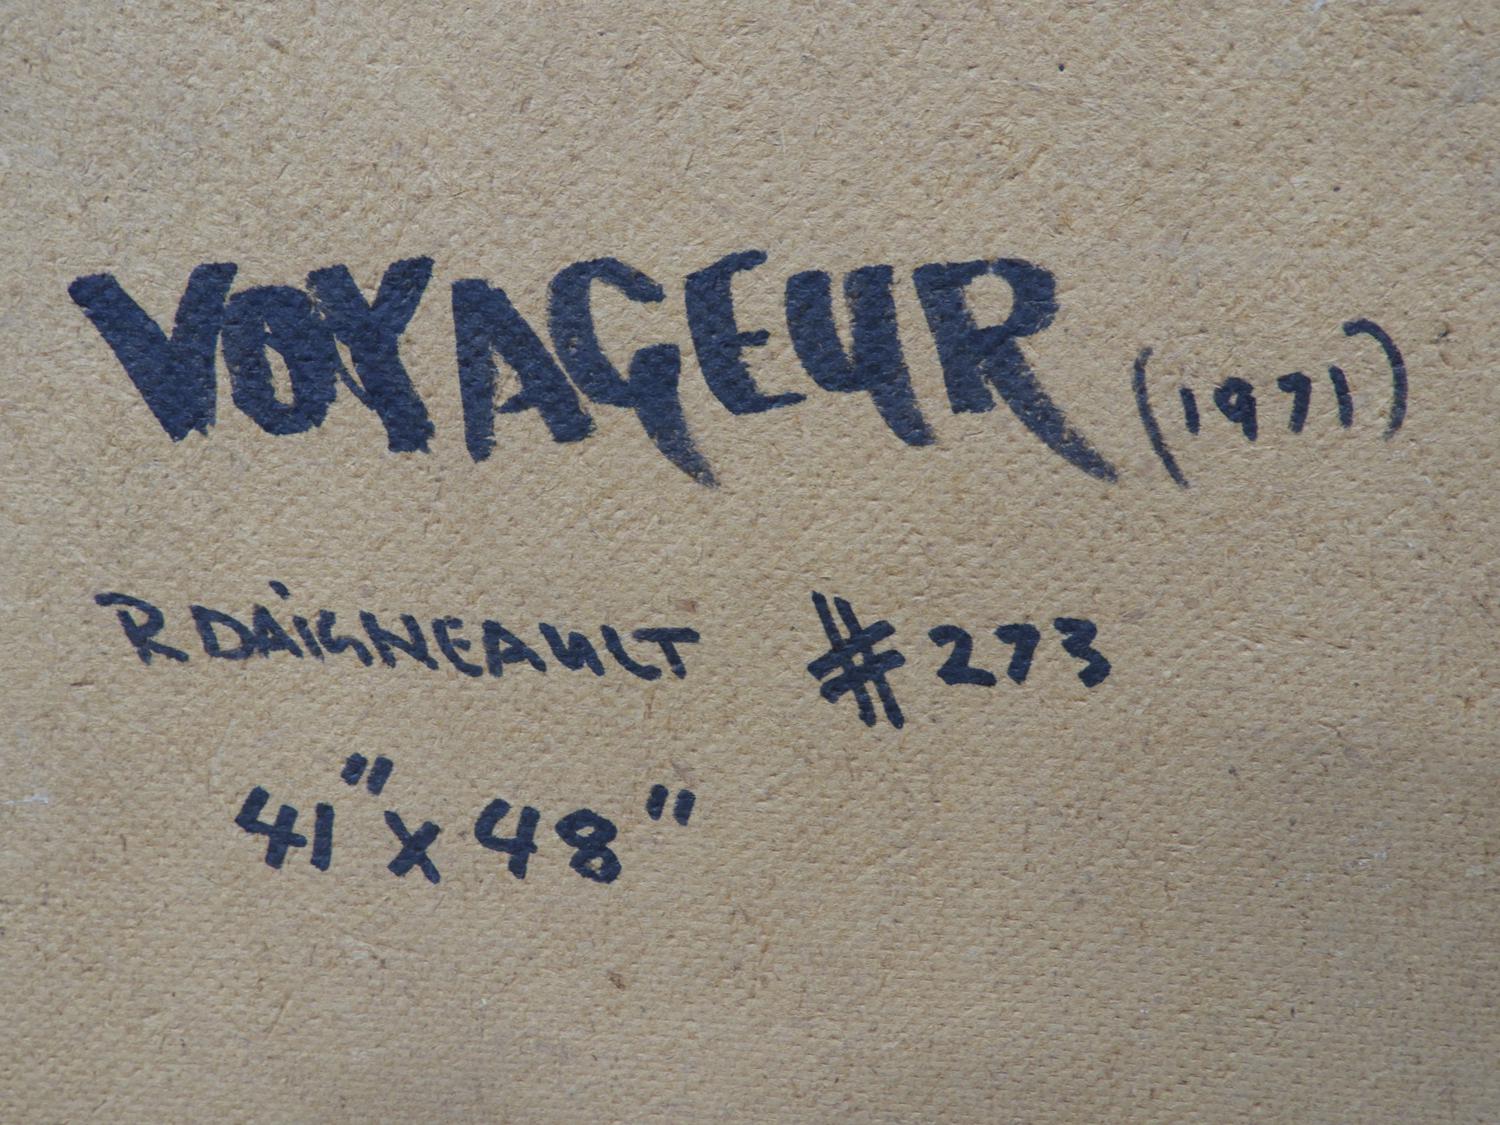 VOYAGEUR (1971)
R DAiGNEAULT #273
41" x 48"